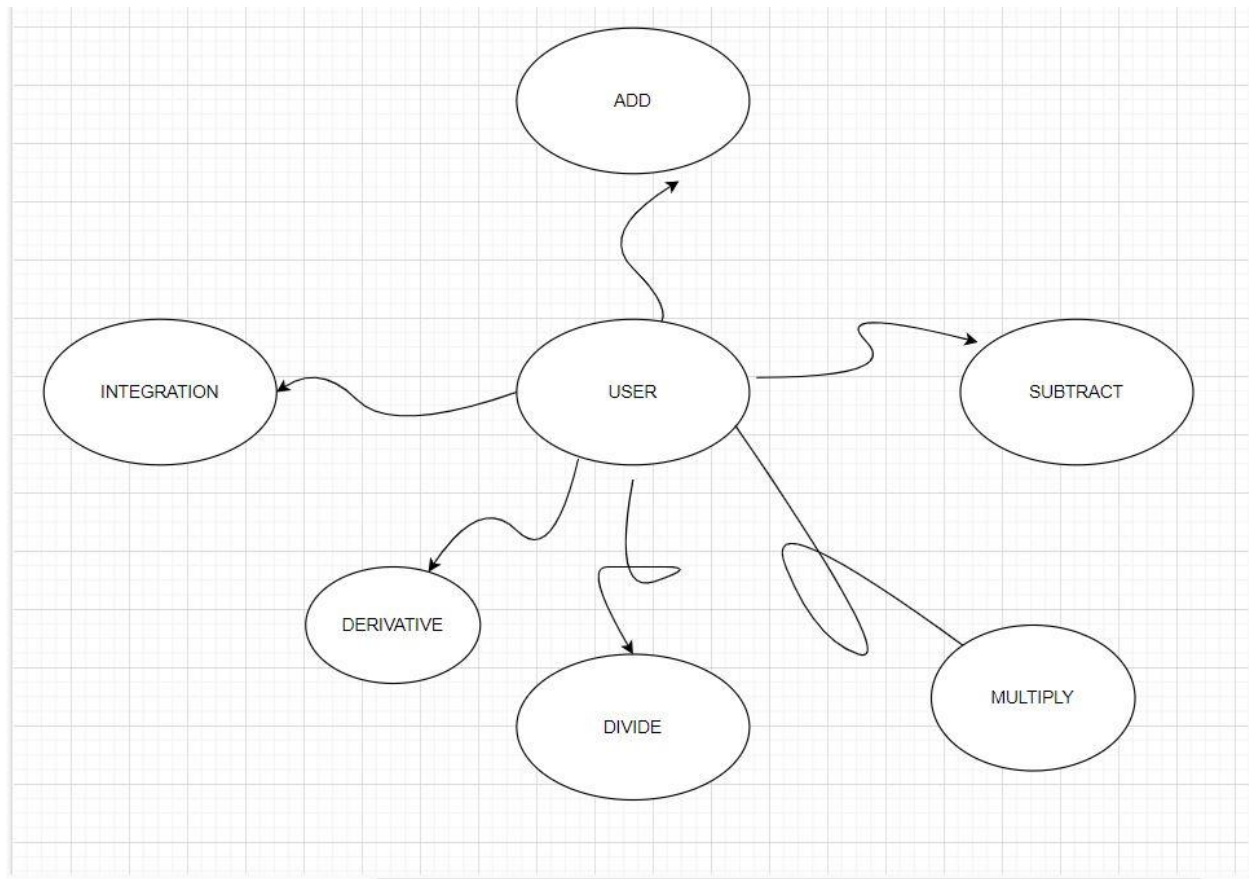 ADD
INTEGRATION
USER
SUBTRACT
DERIVATIVE
MULTIPLY
DIVIDE